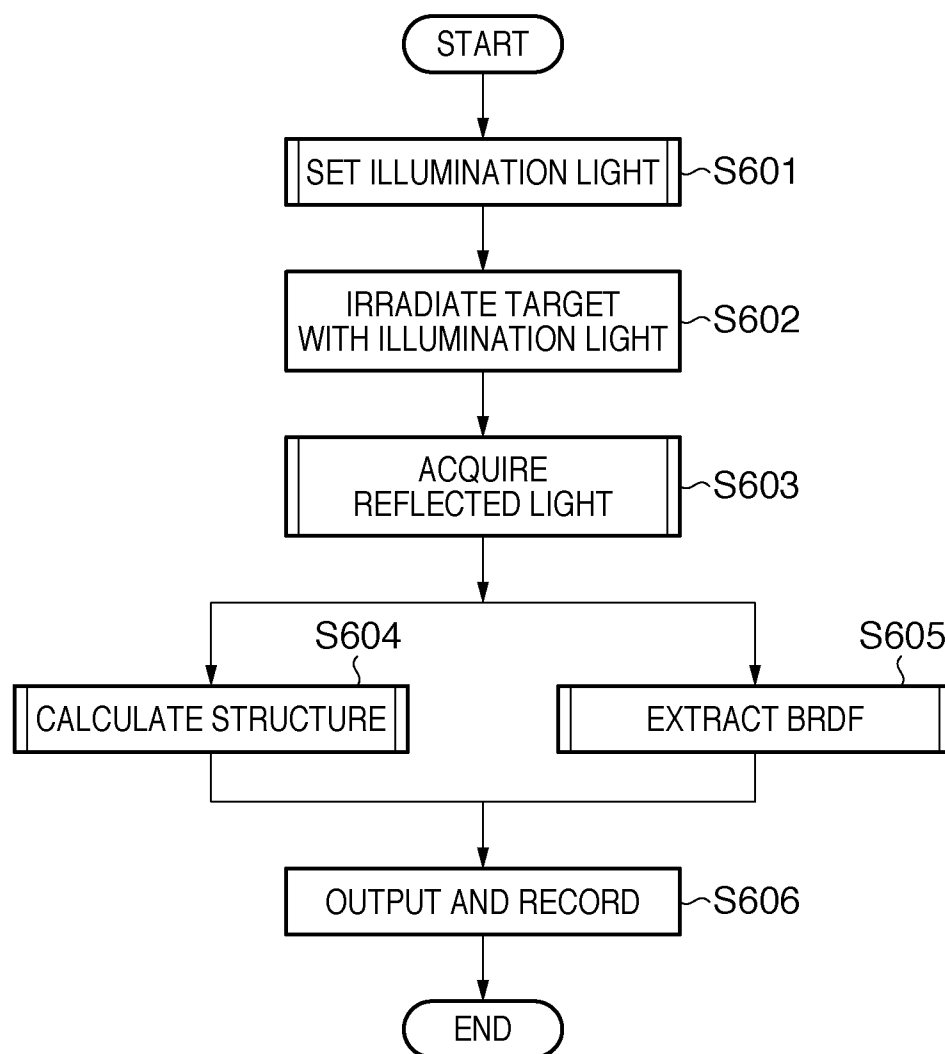 START
SET ILLUMINATION LIGHT
S601
IRRADIATE TARGET
WITH ILLUMINATION LIGHT
S602
ACQUIRE
REFLECTED LIGHT
S603
S604
S605
CALCULATE STRUCTURE
EXTRACT BRDF
OUTPUT AND RECORD
S606
END